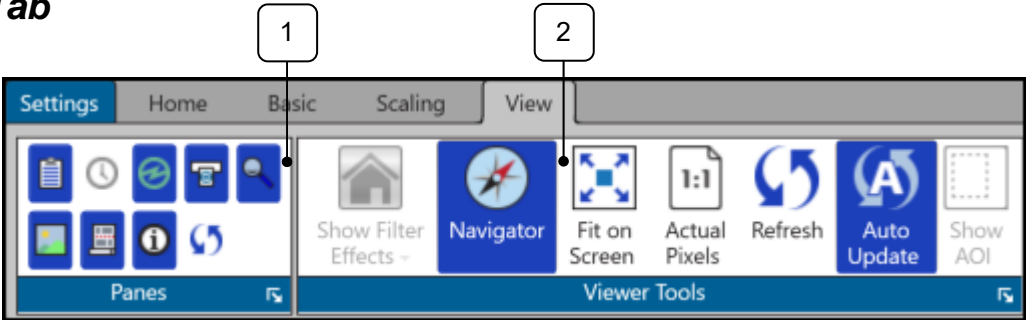 Tab
1 2
Settings Home Basic Scaling View
Show Filter Effects
Navigator
Fit on Screen
1:1
Actual Pixels
Refresh
A
Auto Update
Show AOI
Panes
Viewer Tools